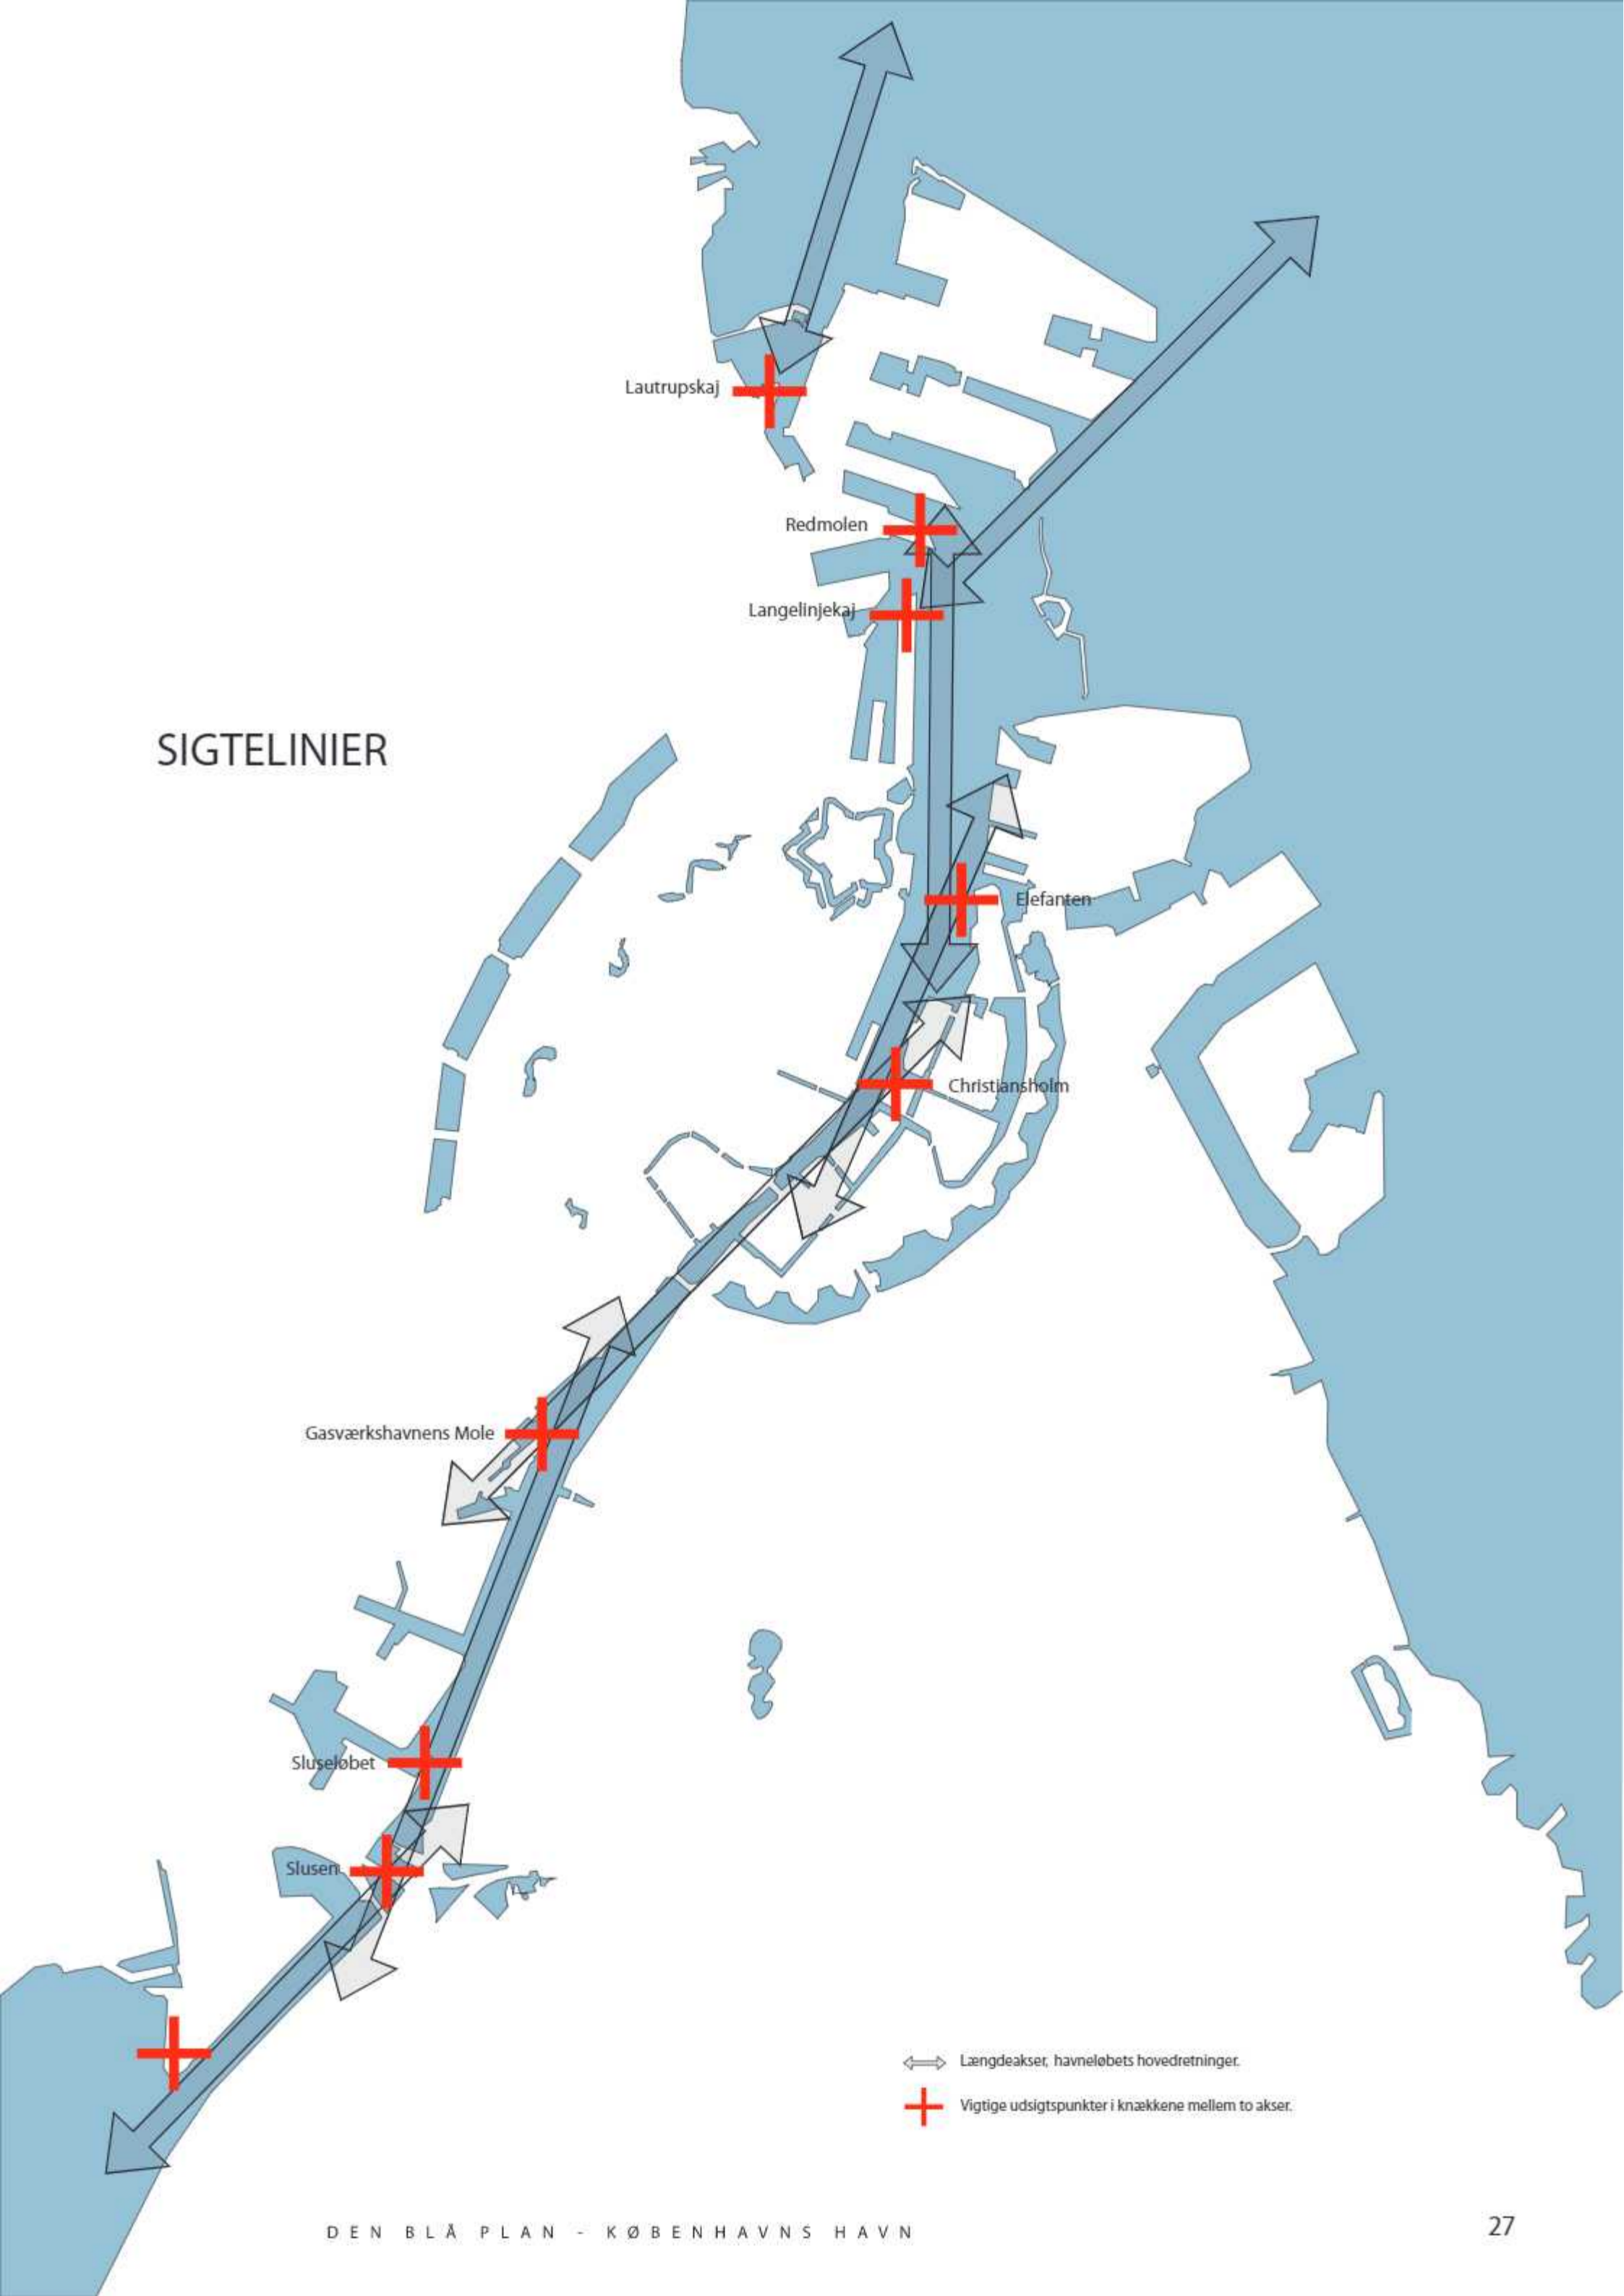 Lautrupskaj
Redmolen
Langelinjekaj
SIGTELINIER
Elefanten
Christiansholm
Gasværkshavnens Mole
Sluseløbet
Slusen
Længdeakser, havneløbets hovedretninger.
Vigtige udsigtspunkter i knækkene mellem to akser.
DEN BLÅ PLAN - KØBENHAVNS HAVN
27